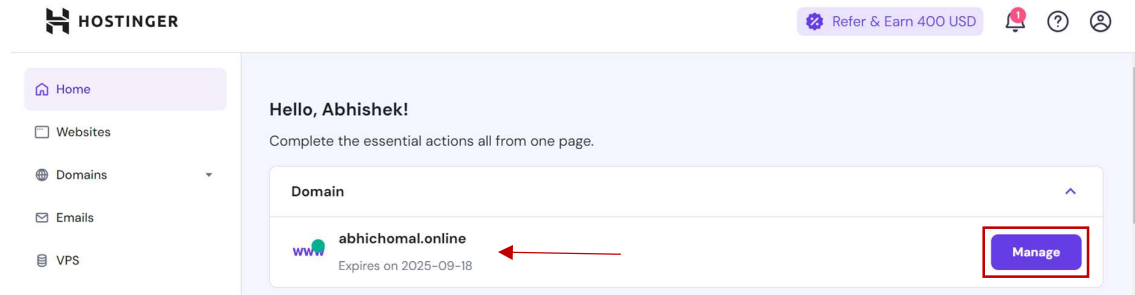 HOSTINGER
Refer & Earn 400 USD
1
Home
Websites
Domains
Emails
VPS
Hello, Abhishek!
Complete the essential actions all from one page.
Domain
www
abhichomal.online
Expires on 2025-09-18
Manage